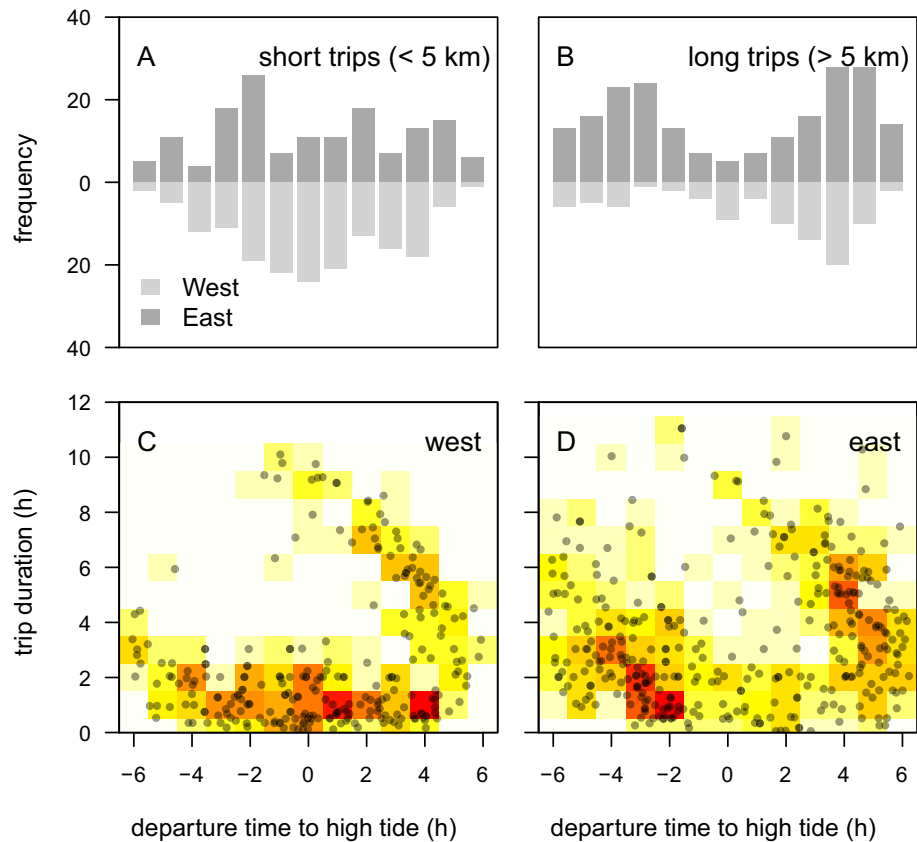 A short trips (< 5 km)
B long trips (> 5 km)
40
20
0
20
40
frequency
West
East
C west
D east
12
10
8
6
4
2
0
trip duration (h)
−6 −4 −2 0 2 4 6
−6 −4 −2 0 2 4 6
departure time to high tide (h)
departure time to high tide (h)